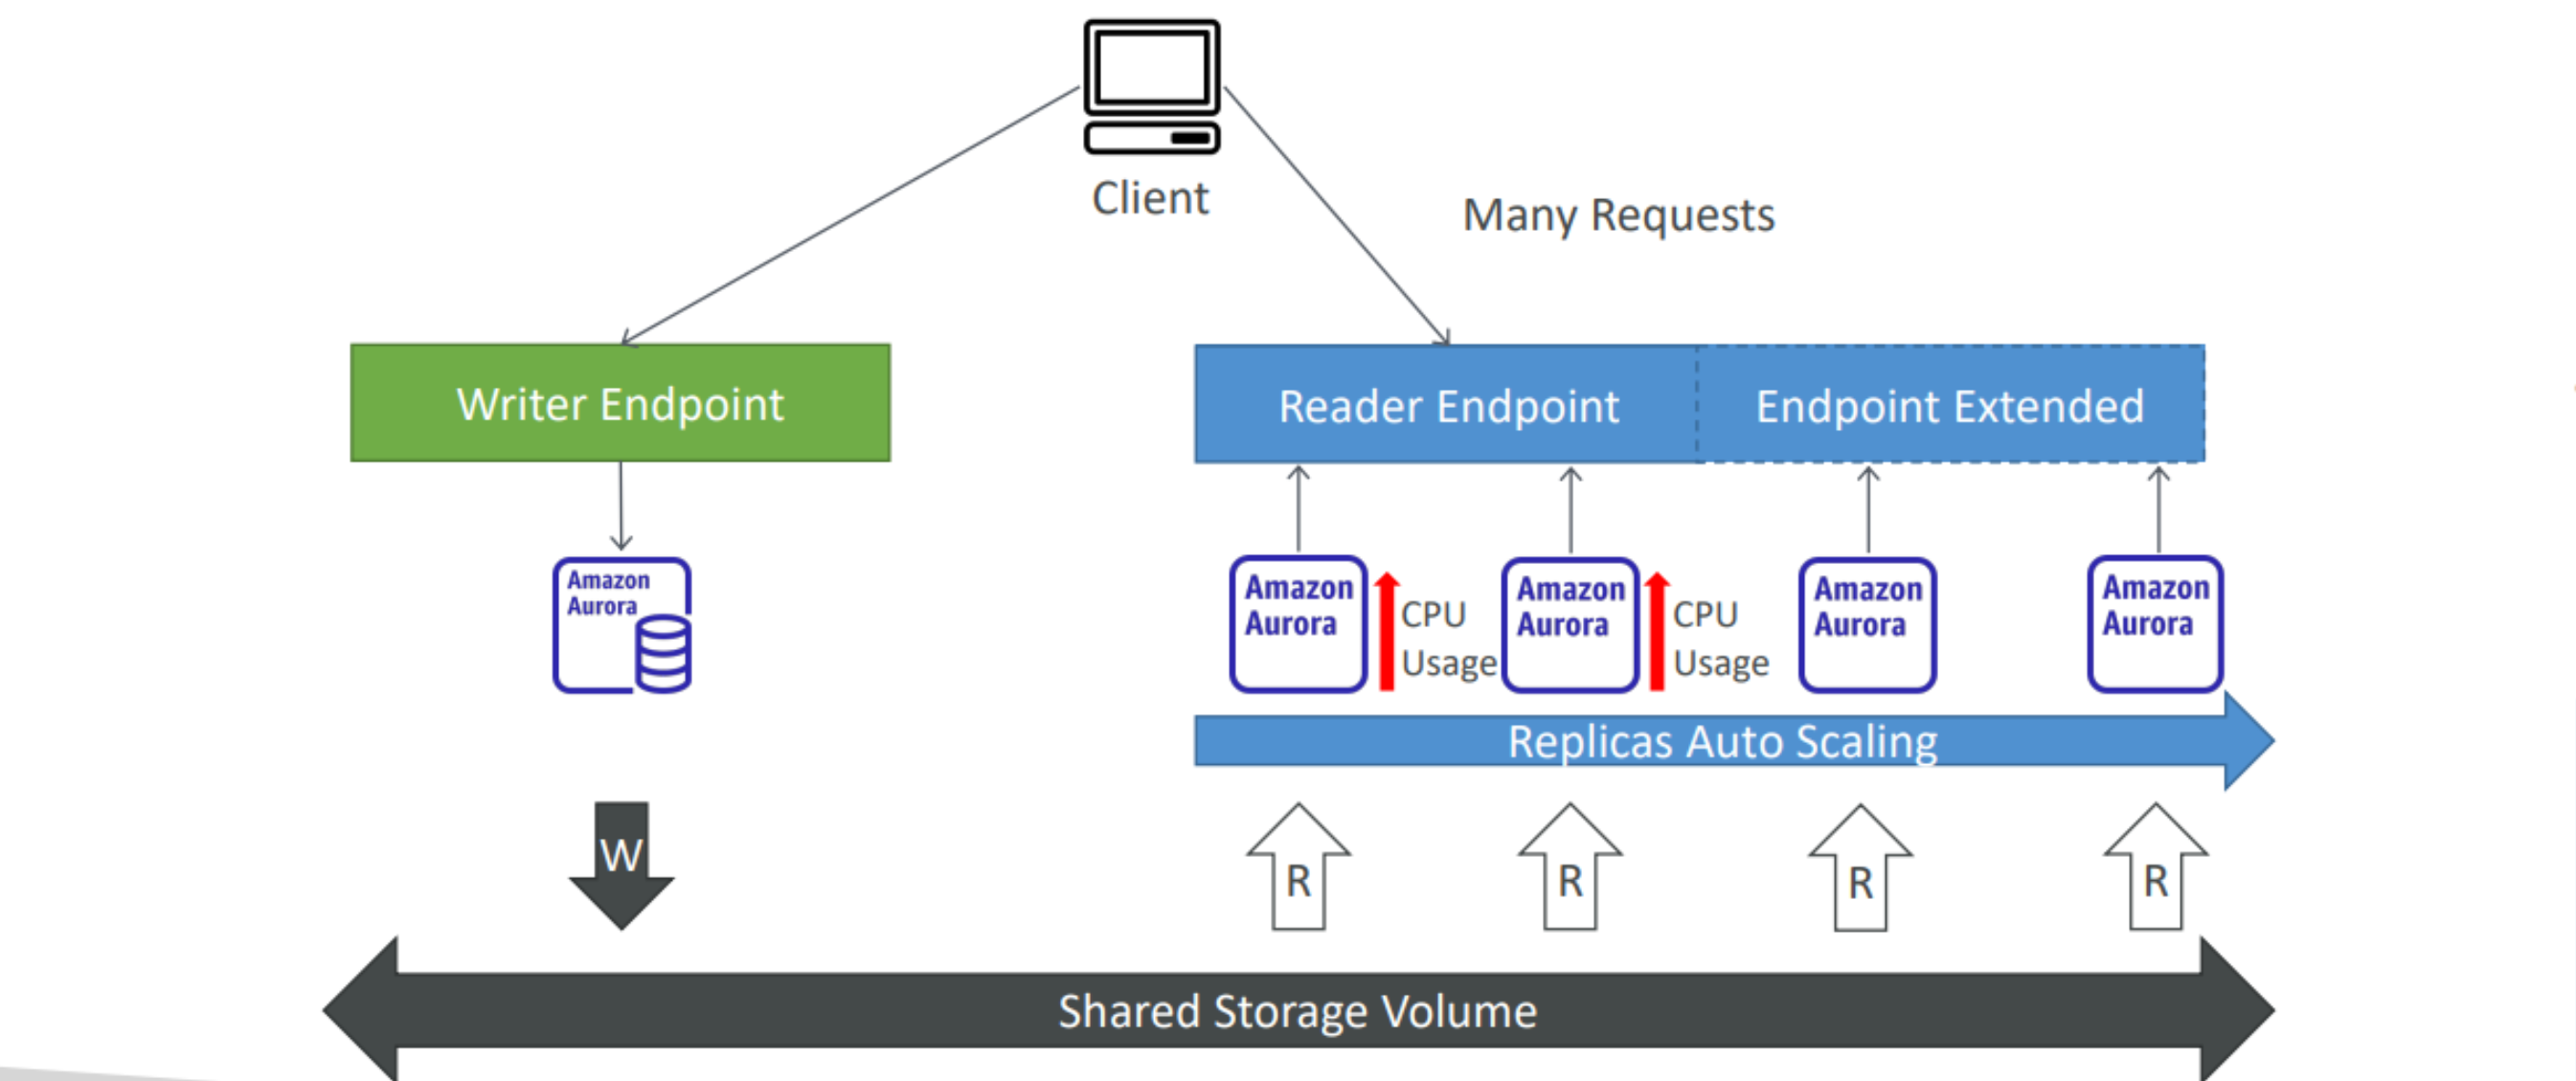 Client
Many Requests
Writer Endpoint
Reader Endpoint
Endpoint Extended
Amazon
Aurora
Amazon
Aurora
CPU
Usage
Amazon
Aurora
CPU
Usage
Amazon
Aurora
Amazon
Aurora
Replicas Auto Scaling
W
R
R
R
R
Shared Storage Volume